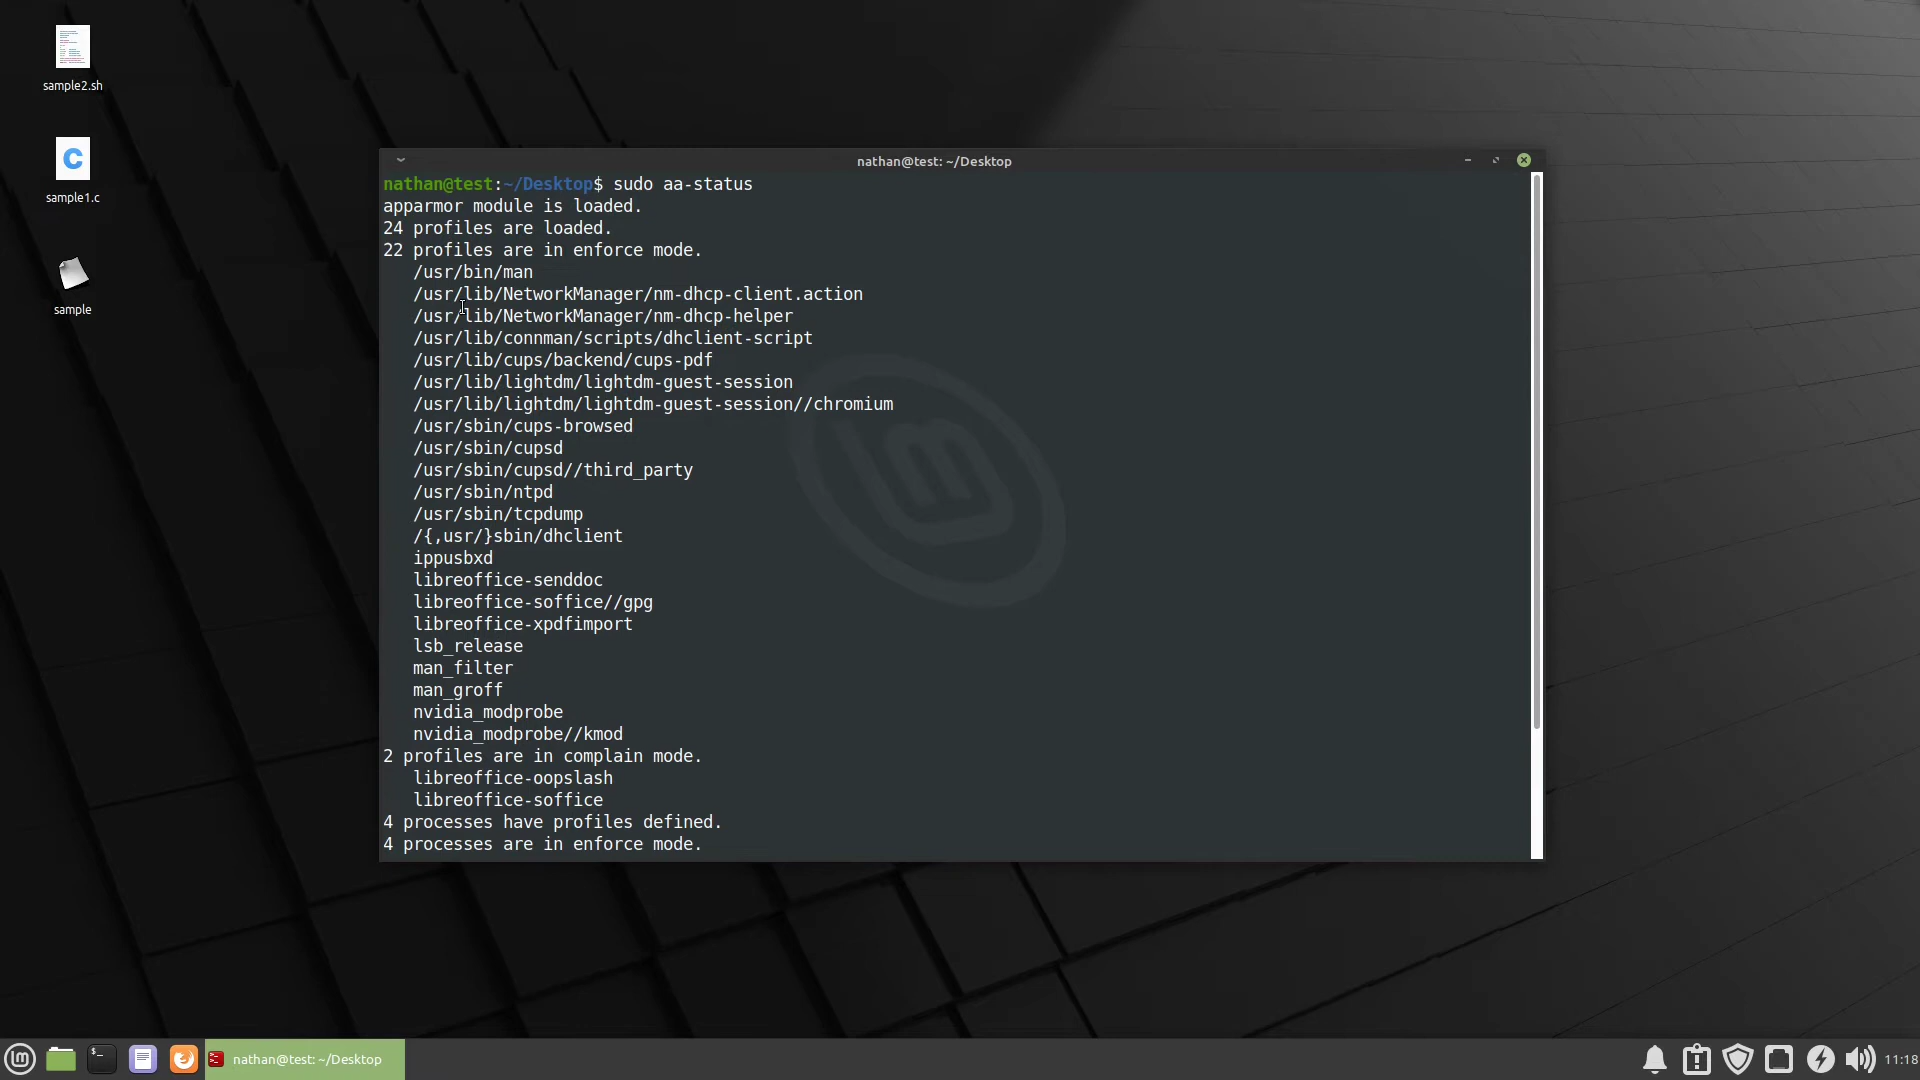 sample2.sh
C
sample1.c
sample
nathan@test: ~/Desktop
nathan@test:~/Desktop$ sudo aa-status
apparmor module is loaded.
24 profiles are loaded.
22 profiles are in enforce mode.
   /usr/bin/man
   /usr/lib/NetworkManager/nm-dhcp-client.action
   /usr/lib/NetworkManager/nm-dhcp-helper
   /usr/lib/connman/scripts/dhclient-script
   /usr/lib/cups/backend/cups-pdf
   /usr/lib/lightdm/lightdm-guest-session
   /usr/lib/lightdm/lightdm-guest-session//chromium
   /usr/sbin/cups-browsed
   /usr/sbin/cupsd
   /usr/sbin/cupsd//third_party
   /usr/sbin/ntpd
   /usr/sbin/tcpdump
   /{,usr/}sbin/dhclient
   ippusbxd
   libreoffice-senddoc
   libreoffice-soffice//gpg
   libreoffice-xpdfimport
   lsb_release
   man_filter
   man_groff
   nvidia_modprobe
   nvidia_modprobe//kmod
2 profiles are in complain mode.
   libreoffice-oopslash
   libreoffice-soffice
4 processes have profiles defined.
4 processes are in enforce mode.
nathan@test: ~/Desktop
11:18